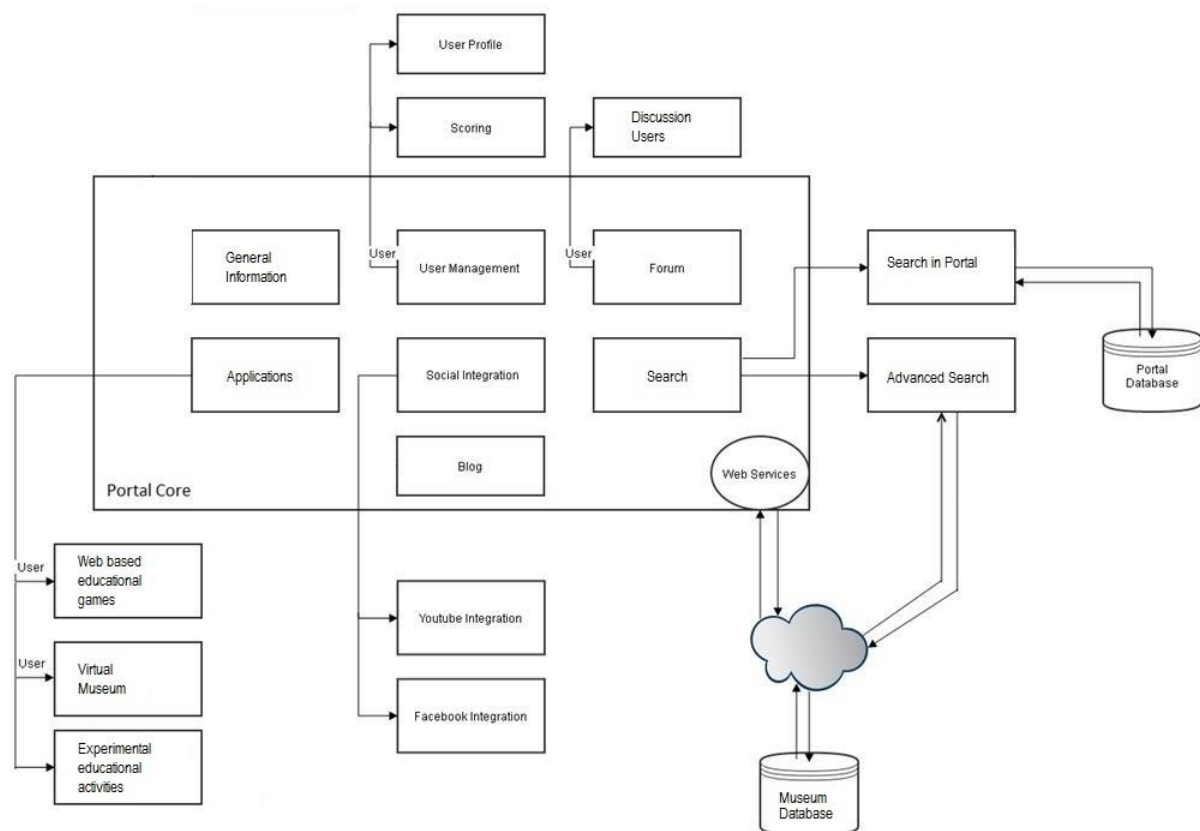 User Profile
Scoring
Discussion
Users
User
User
General
Information
User Management
Forum
Search in Portal
Applications
Social Integration
Search
Advanced Search
Portal
Database
Blog
Web Services
Portal Core
User
Web based
educational
games
User
Virtual
Museum
Experimental
educational
activities
Youtube Integration
Facebook Integration
Museum
Database